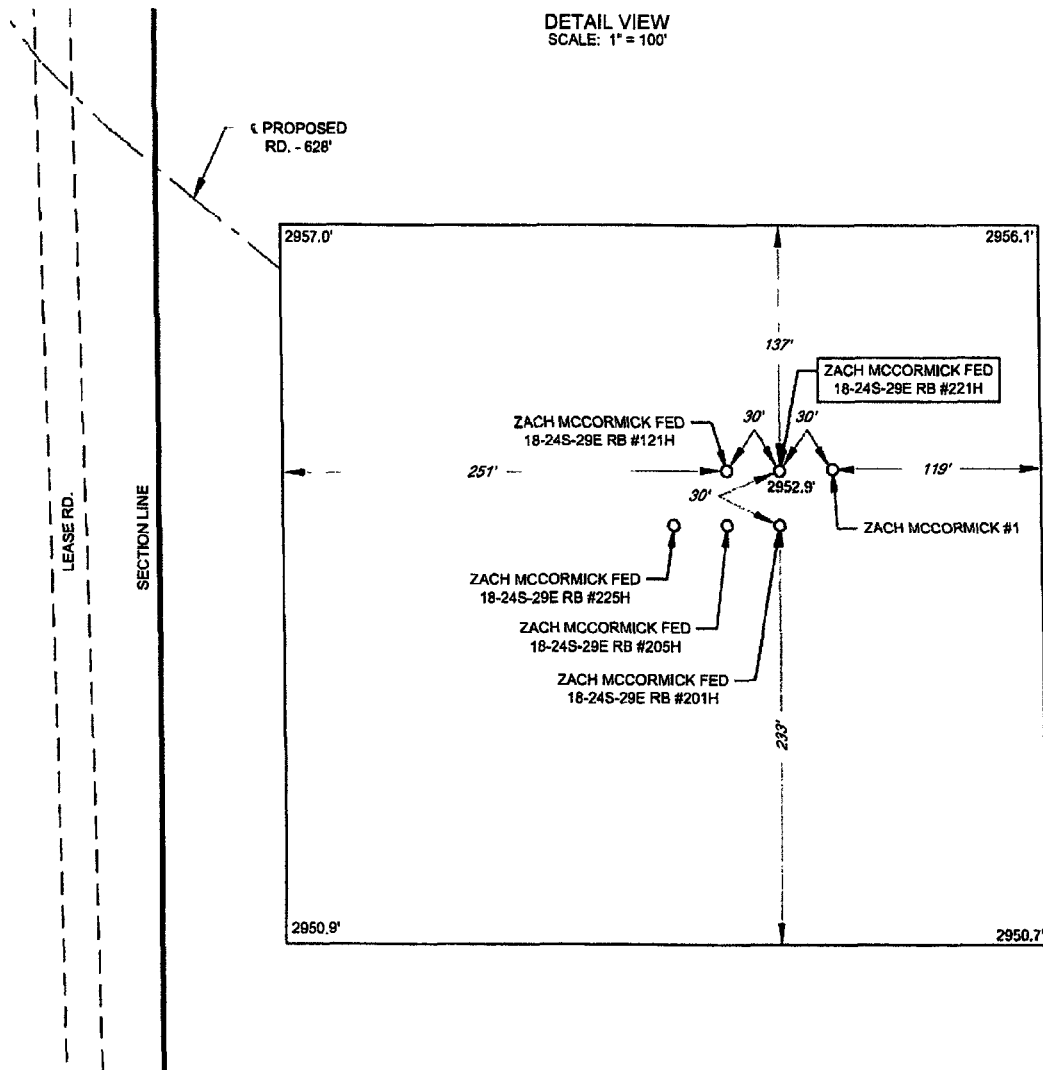 DETAIL VIEW
SCALE: 1" = 100'
℄ PROPOSED
RD. - 628'
2957.0'
2956.1'
137'
ZACH MCCORMICK FED
18-24S-29E RB #221H
ZACH MCCORMICK FED
18-24S-29E RB #121H
30'
30'
251'
119'
2952.9'
30'
ZACH MCCORMICK #1
LEASE RD.
SECTION LINE
ZACH MCCORMICK FED
18-24S-29E RB #225H
ZACH MCCORMICK FED
18-24S-29E RB #205H
ZACH MCCORMICK FED
18-24S-29E RB #201H
233'
2950.9'
2950.7'